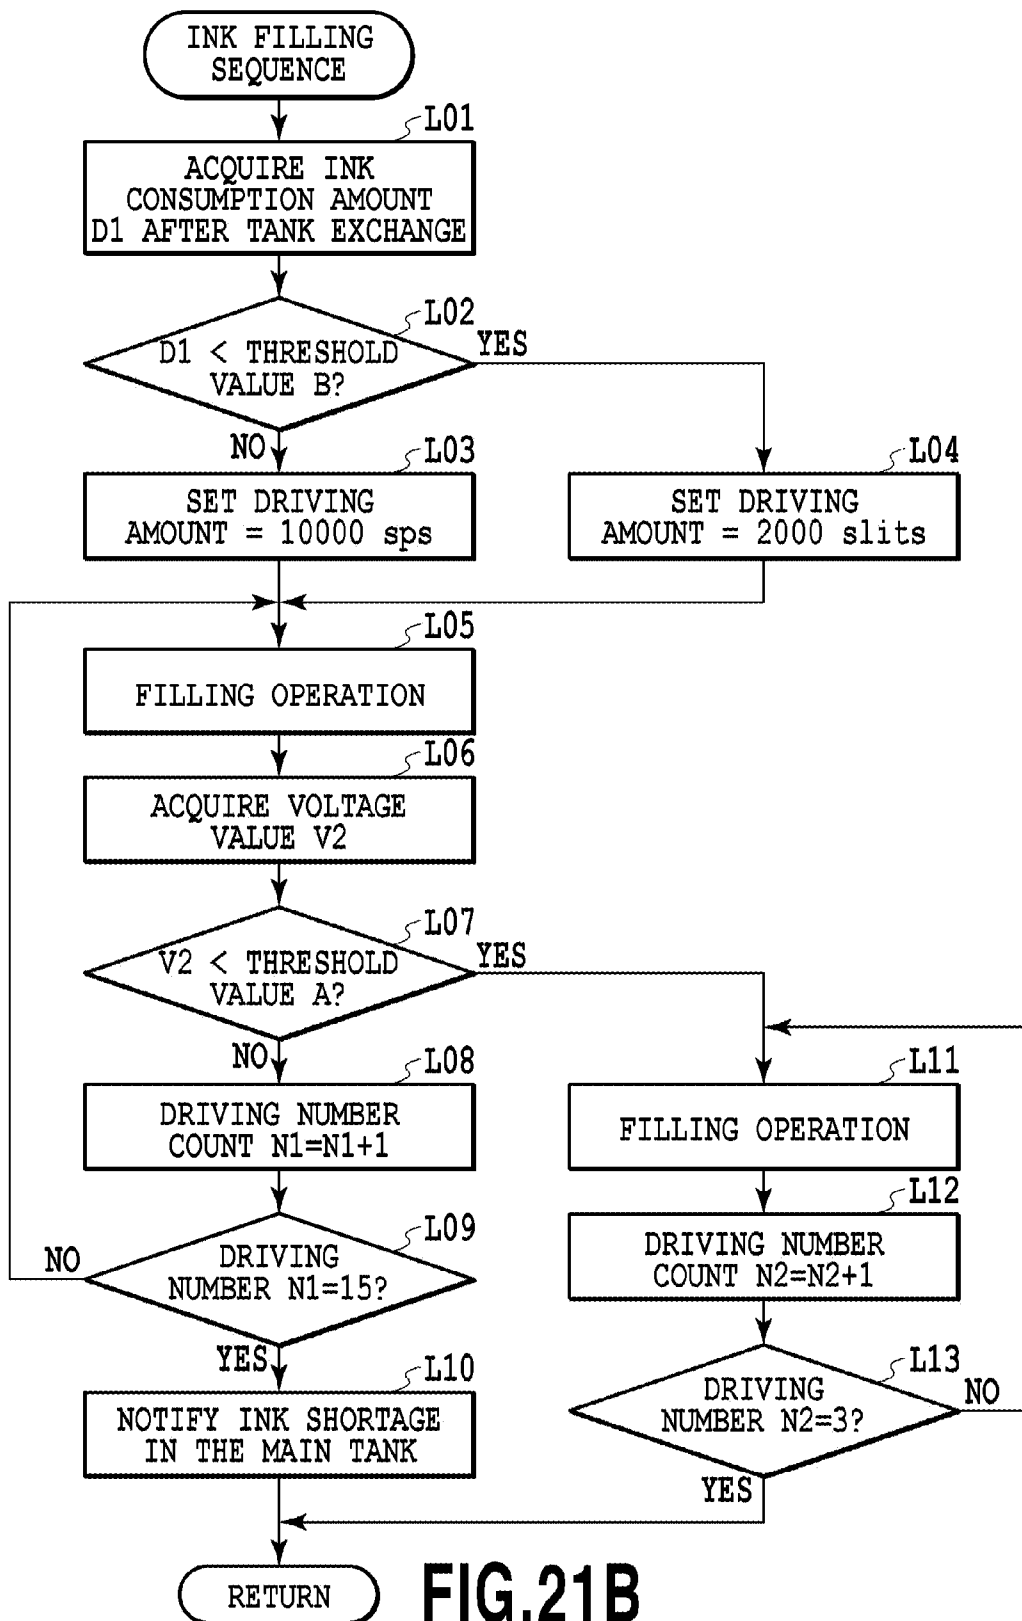 INK FILLING
SEQUENCE
L01
ACQUIRE INK
CONSUMPTION AMOUNT
D1 AFTER TANK EXCHANGE
L02
D1 < THRESHOLD
VALUE B?
YES
NO
L03
SET DRIVING
AMOUNT = 10000 sps
L04
SET DRIVING
AMOUNT = 2000 slits
L05
FILLING OPERATION
L06
ACQUIRE VOLTAGE
VALUE V2
L07
V2 < THRESHOLD
VALUE A?
YES
NO
L08
DRIVING NUMBER
COUNT N1=N1+1
L09
DRIVING
NUMBER N1=15?
NO
YES
L10
NOTIFY INK SHORTAGE
IN THE MAIN TANK
L11
FILLING OPERATION
L12
DRIVING NUMBER
COUNT N2=N2+1
L13
DRIVING
NUMBER N2=3?
NO
YES
RETURN
FIG.21B